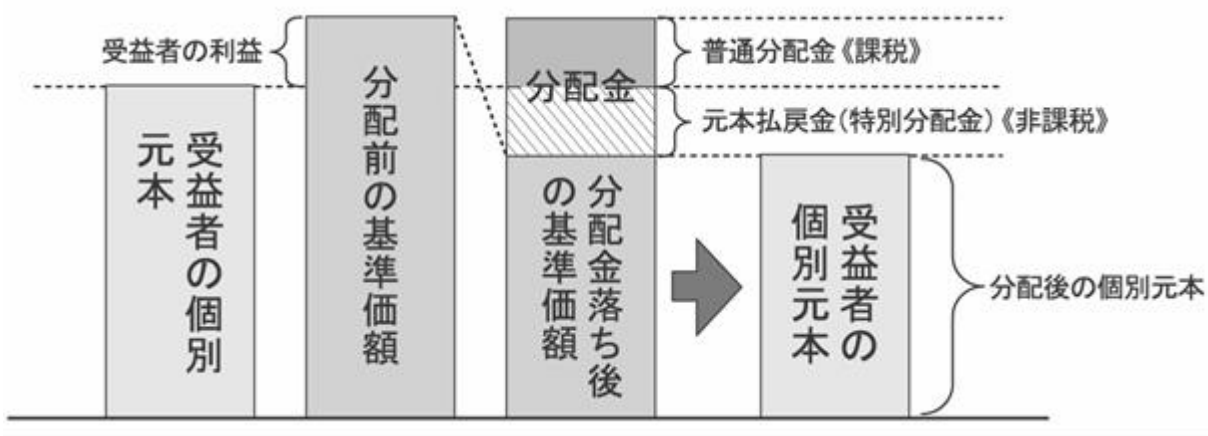 受益者の利益
受益者の個別
元本
分配前の基準価額
分配金
分配金落ち後
の基準価額
普通分配金《課税》
元本払戻金(特別分配金)《非課税》
受益者の
個別元本
分配後の個別元本